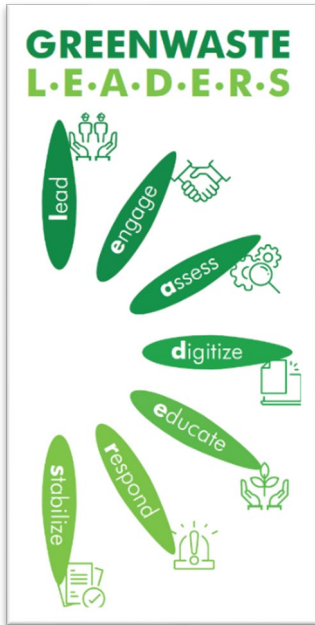 GREENWASTE
L•E•A•D•E•R•S
lead
engage
assess
digitize
educate
respond
stabilize